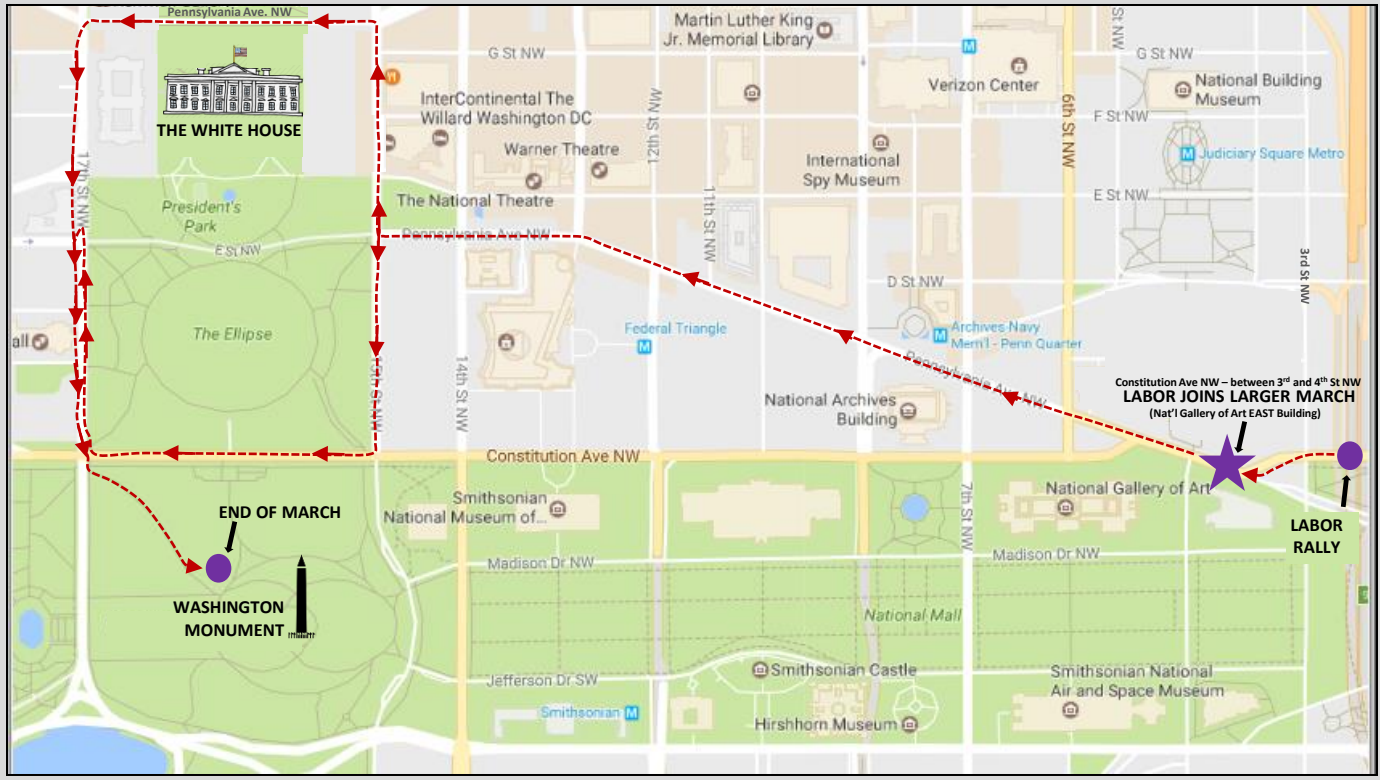 Pennsylvania Ave. NW
THE WHITE HOUSE
17th St NW
President's
Park
E St NW
The Ellipse
15th St NW
14th St NW
12th St NW
11th St NW
7th St NW
6th St NW
3rd St NW
St NW
Martin Luther King
Jr. Memorial Library
G St NW
G St NW
InterContinental The
Willard Washington DC
Warner Theatre
The National Theatre
Pennsylvania Ave NW
Verizon Center
National Building
Museum
F St NW
Judiciary Square Metro
International
Spy Museum
E St NW
D St NW
Federal Triangle
Archives-Navy
Mem'l - Penn Quarter
Pennsylvania Ave NW
National Archives
Building
Constitution Ave NW – between 3rd and 4th St NW
LABOR JOINS LARGER MARCH
(Nat'l Gallery of Art EAST Building)
all
Constitution Ave NW
Smithsonian
National Museum of...
National Gallery of Art
LABOR
RALLY
END OF MARCH
WASHINGTON
MONUMENT
Madison Dr NW
Madison Dr NW
National Mall
Jefferson Dr SW
Smithsonian
Smithsonian Castle
Hirshhorn Museum
Smithsonian National
Air and Space Museum